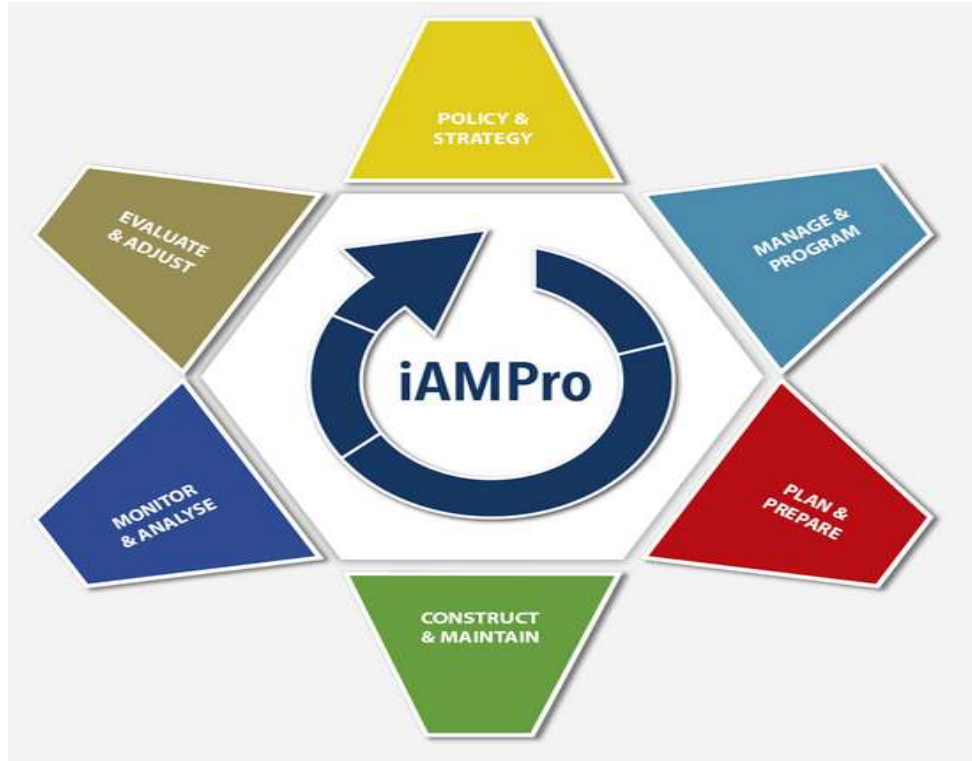 POLICY &
STRATEGY
MANAGE &
PROGRAM
PLAN &
PREPARE
CONSTRUCT
& MAINTAIN
MONITOR
& ANALYSE
EVALUATE
& ADJUST
iAMPro